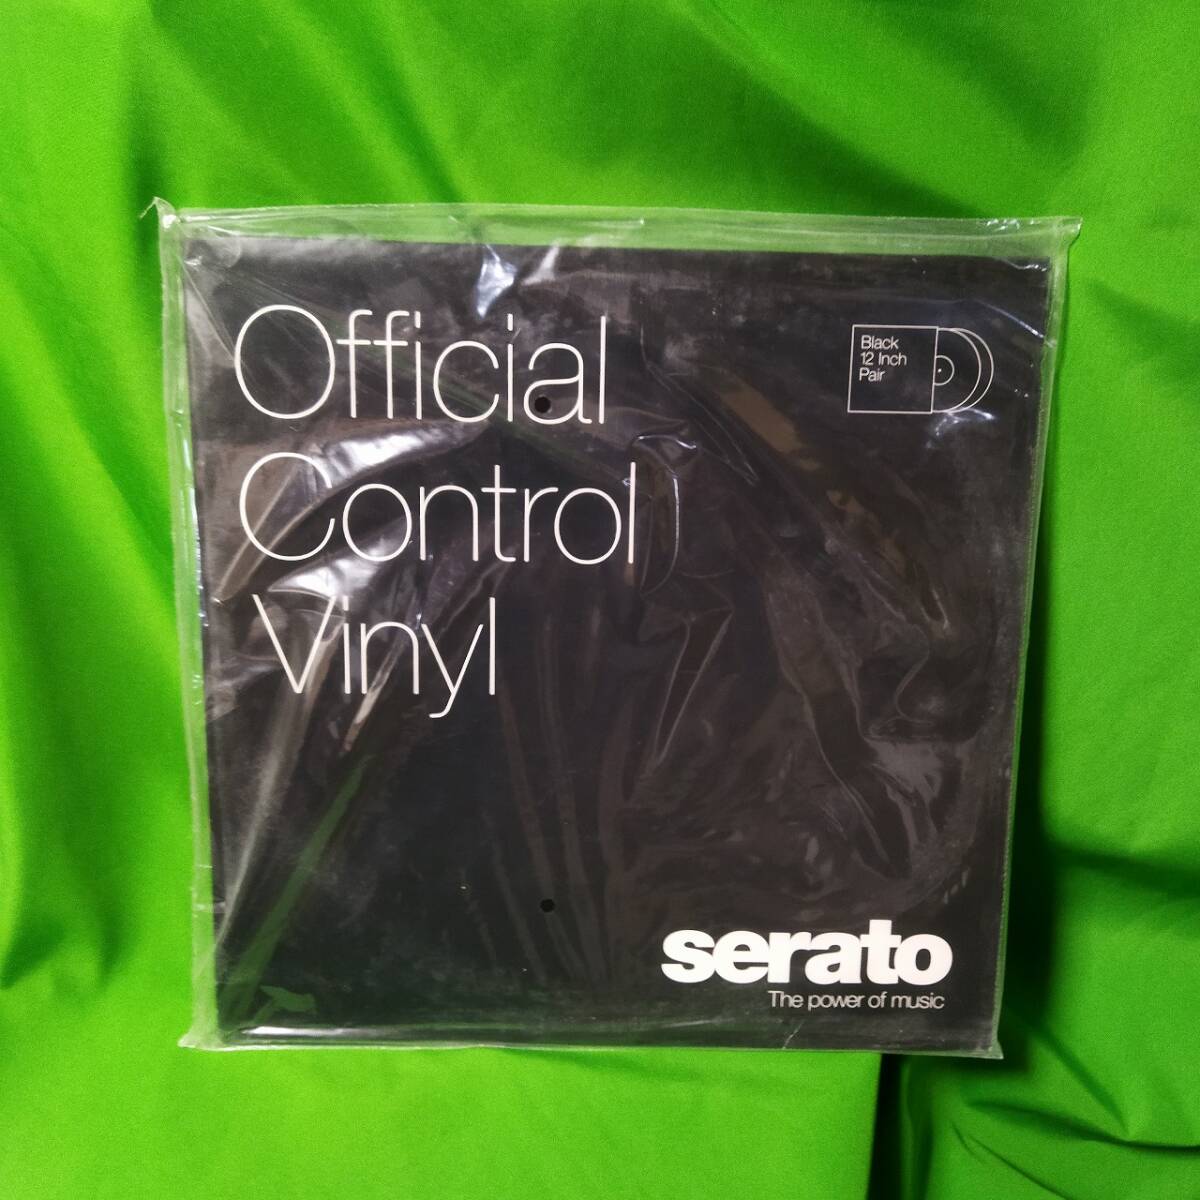 Official
Control
Vinyl
Black
12 Inch
Pair
serato
The power of music